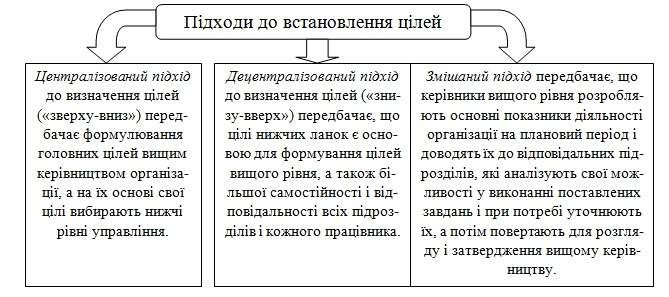 Підходи до встановлення цілей
Централізований підхід
до визначення цілей
(«зверху-вниз») перед-
бачає формулювання
головних цілей вищим
керівництвом організа-
ції, а на їх основі свої
цілі вибирають нижчі
рівні управління.
Децентралізований підхід
до визначення цілей («зни-
зу-вверх») передбачає, що
цілі нижчих ланок є осно-
вою для формування цілей
вищого рівня, а також бі-
льшої самостійності і від-
повідальності всіх підроз-
ділів і кожного працівника.
Змішаний підхід передбачає, що
керівники вищого рівня розробля-
ють основні показники діяльності
організації на плановий період і
доводять їх до відповідальних під-
розділів, які аналізують свої мож-
ливості у виконанні поставлених
завдань і при потребі уточнюють
їх, а потім повертають для розгля-
ду і затвердження вищому керів-
ництву.